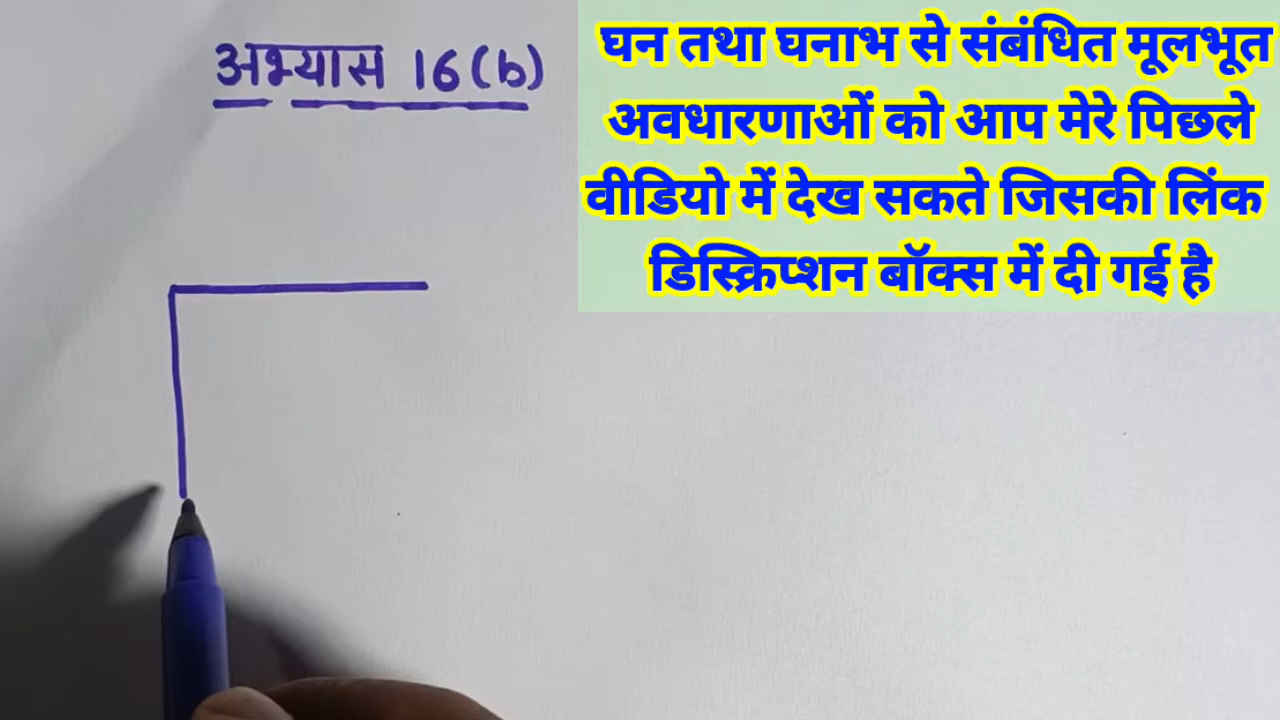 अभ्यास 16(b)
घन तथा घनाभ से संबंधित मूलभूत
अवधारणाओं को आप मेरे पिछले
वीडियो में देख सकते जिसकी लिंक
डिस्क्रिप्शन बॉक्स में दी गई है